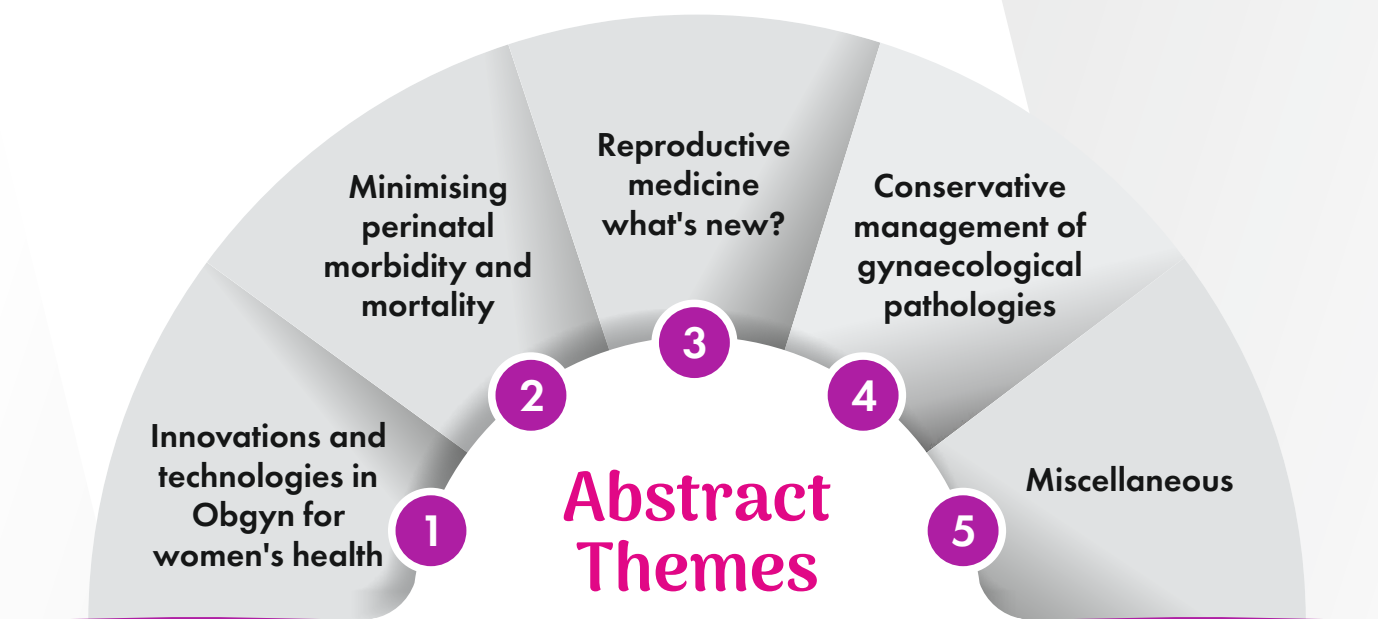 1
Innovations and
technologies in
Obgyn for
women's health
2
Minimising
perinatal
morbidity and
mortality
3
Reproductive
medicine
what's new?
4
Conservative
management of
gynaecological
pathologies
5
Miscellaneous
Abstract
Themes